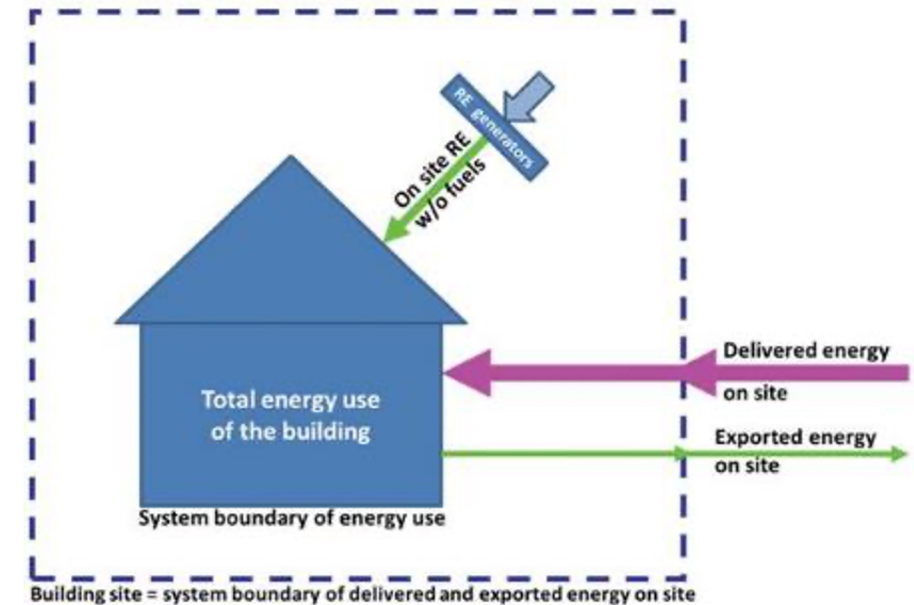 RE generators
On site RE
w/o fuels
Delivered energy
on site
Total energy use
of the building
Exported energy
on site
System boundary of energy use
Building site = system boundary of delivered and exported energy on site